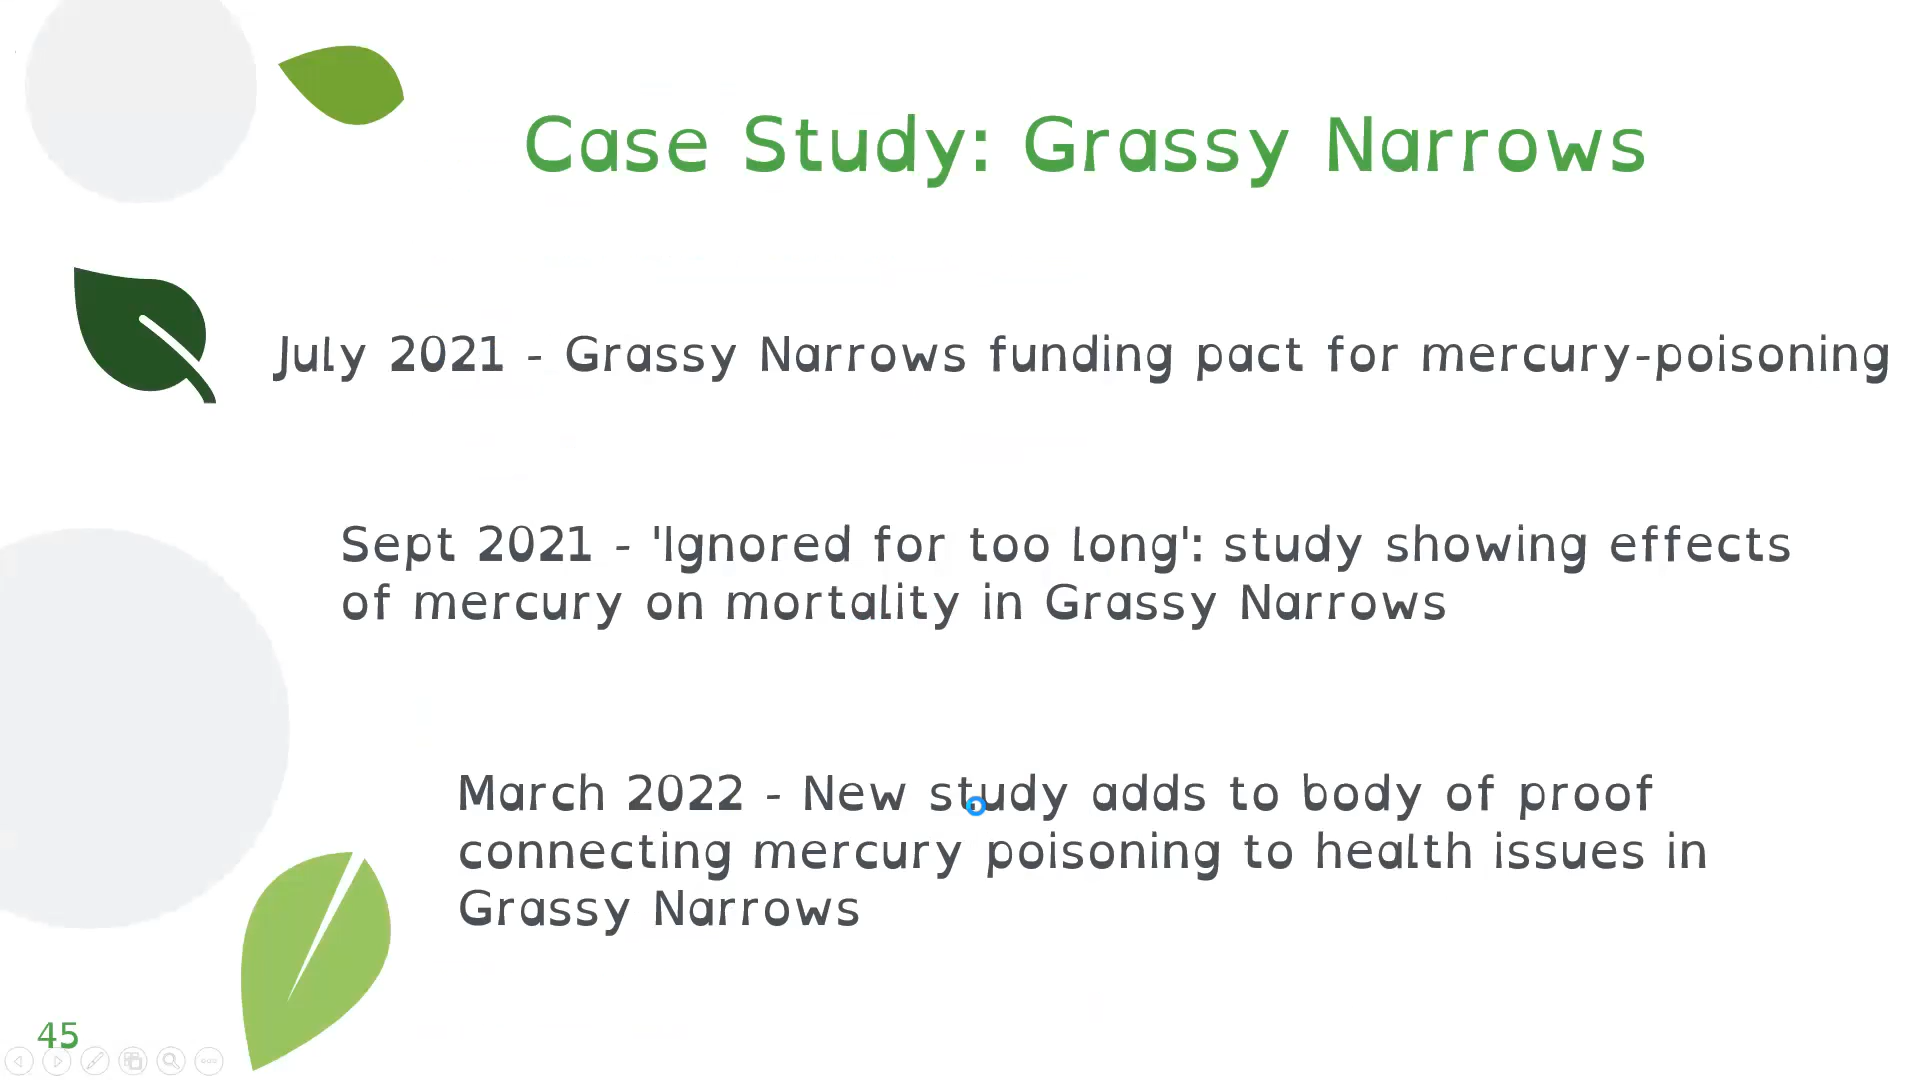 Case Study: Grassy Narrows
July 2021 - Grassy Narrows funding pact for mercury-poisoning
Sept 2021 - 'Ignored for too long': study showing effects
of mercury on mortality in Grassy Narrows
March 2022 - New study adds to body of proof
connecting mercury poisoning to health issues in
Grassy Narrows
45